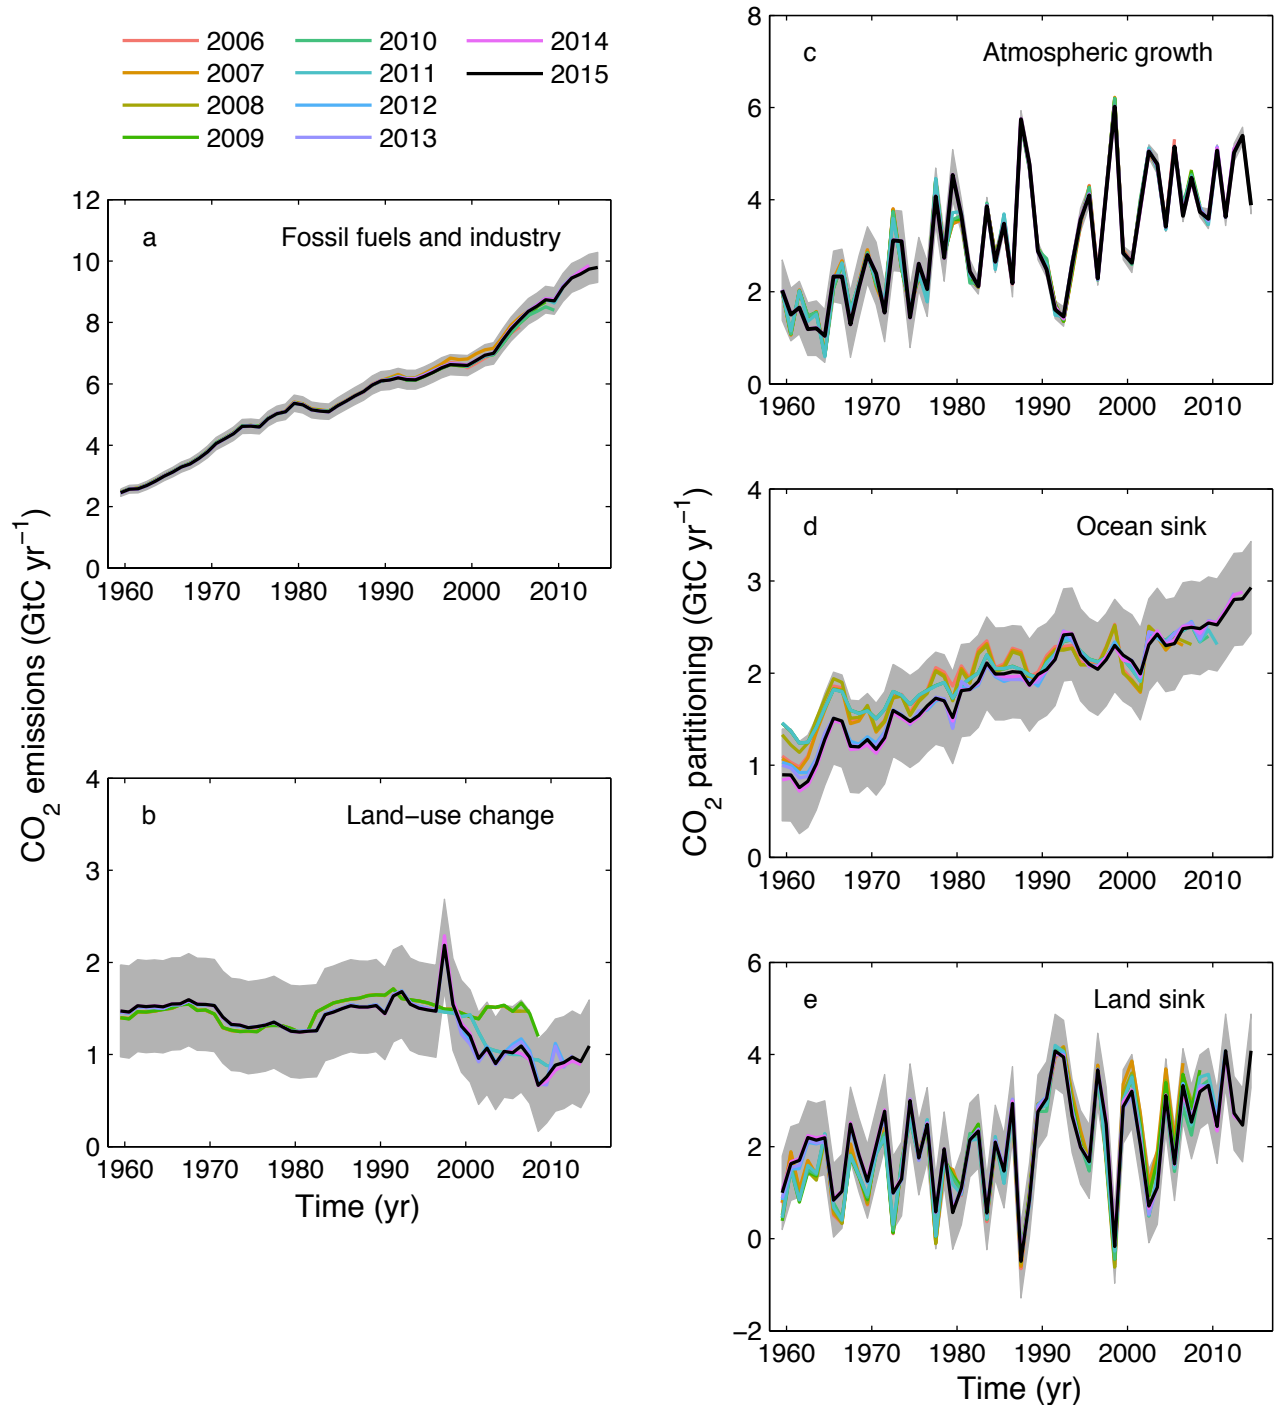 2006
2007
2008
2009
2010
2011
2012
2013
2014
2015
a
Fossil fuels and industry
12
10
8
6
4
2
0
1960 1970 1980 1990 2000 2010
b
Land−use change
4
3
2
1
0
1960 1970 1980 1990 2000 2010
Time (yr)
CO2 emissions (GtC yr−1)
c
Atmospheric growth
8
6
4
2
0
1960 1970 1980 1990 2000 2010
d
Ocean sink
4
3
2
1
0
1960 1970 1980 1990 2000 2010
e
Land sink
6
4
2
0
−2
1960 1970 1980 1990 2000 2010
Time (yr)
CO2 partitioning (GtC yr−1)